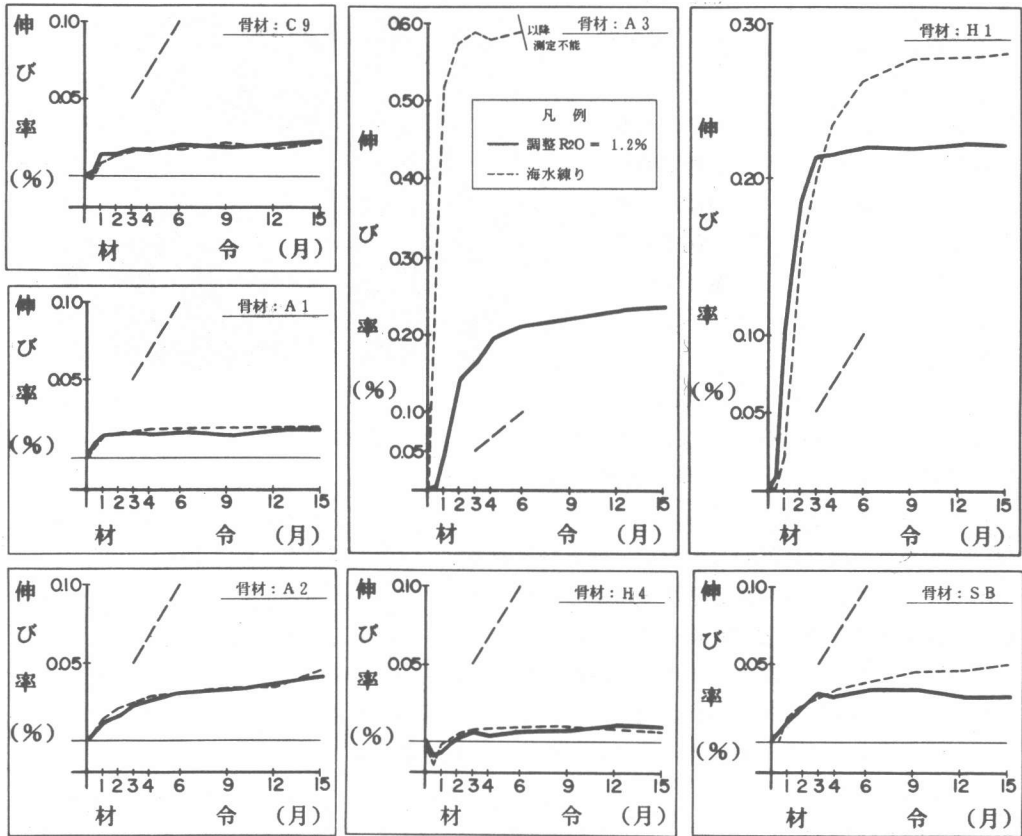 骨材:C9
伸び率(%)
0.10
0.05
1 2 3 4 6 9 12 15
材 令 (月)
骨材:A3
伸び率(%)
0.60
0.50
0.40
0.30
0.20
0.10
0.05
以降
測定不能
凡 例
調整R2O = 1.2%
海水練り
1 2 3 4 6 9 12 15
材 令 (月)
骨材:H1
伸び率(%)
0.30
0.20
0.10
0.05
1 2 3 4 6 9 12 15
材 令 (月)
骨材:A1
伸び率(%)
0.10
0.05
1 2 3 4 6 9 12 15
材 令 (月)
骨材:A2
伸び率(%)
0.10
0.05
1 2 3 4 6 9 12 15
材 令 (月)
骨材:H4
伸び率(%)
0.10
0.05
1 2 3 4 6 9 12 15
材 令 (月)
骨材:SB
伸び率(%)
0.10
0.05
1 2 3 4 6 9 12 15
材 令 (月)